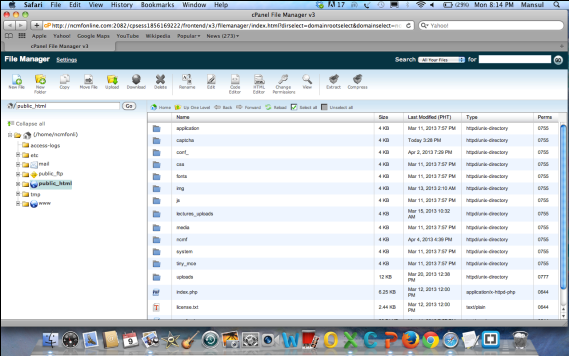 Safari File Edit View History Bookmarks Window Help 17 (29%) Mon 8:14 PM Mansul
cPanel File Manager v3
http://ncmfonline.com:2082/cpsess1856169222/frontend/x3/filemanager/index.html?dirselect=domainrootselect&domainselect=
Yahoo!
Apple Yahoo! Google Maps YouTube Wikipedia Popular News (273)+
cPanel File Manager v3
File Manager Settings Search All Your Files for GO
New File New Folder Copy Move File Upload Download Delete Rename Edit Code Editor HTML Editor Change Permissions View Extract Compress
/public_html Go
Home Up One Level Back Forward Reload Select all Unselect all
Collapse all
(/home/ncmfonli)
access-logs
etc
mail
public_ftp
public_html
tmp
www
Name Size Last Modified (PHT) Type Perms
application 4 KB Mar 11, 2013 7:57 PM httpd/unix-directory 0755
captcha 4 KB Today 3:28 PM httpd/unix-directory 0755
conf_ 4 KB Apr 2, 2013 7:29 PM httpd/unix-directory 0755
css 4 KB Mar 11, 2013 7:57 PM httpd/unix-directory 0755
fonts 4 KB Mar 11, 2013 7:57 PM httpd/unix-directory 0755
img 4 KB Mar 13, 2013 2:10 AM httpd/unix-directory 0755
js 4 KB Mar 11, 2013 7:57 PM httpd/unix-directory 0755
lectures_uploads 4 KB Mar 15, 2013 10:32 AM httpd/unix-directory 0755
media 4 KB Mar 11, 2013 7:57 PM httpd/unix-directory 0755
ncmf 4 KB Apr 4, 2013 4:39 PM httpd/unix-directory 0755
system 4 KB Mar 11, 2013 7:57 PM httpd/unix-directory 0755
tiny_mce 4 KB Mar 11, 2013 7:57 PM httpd/unix-directory 0755
uploads 12 KB Mar 20, 2013 12:38 PM httpd/unix-directory 0777
index.php 6.25 KB Mar 12, 2013 12:00 PM application/x-httpd-php 0644
license.txt 2.44 KB Mar 12, 2013 12:00 PM text/plain 0644